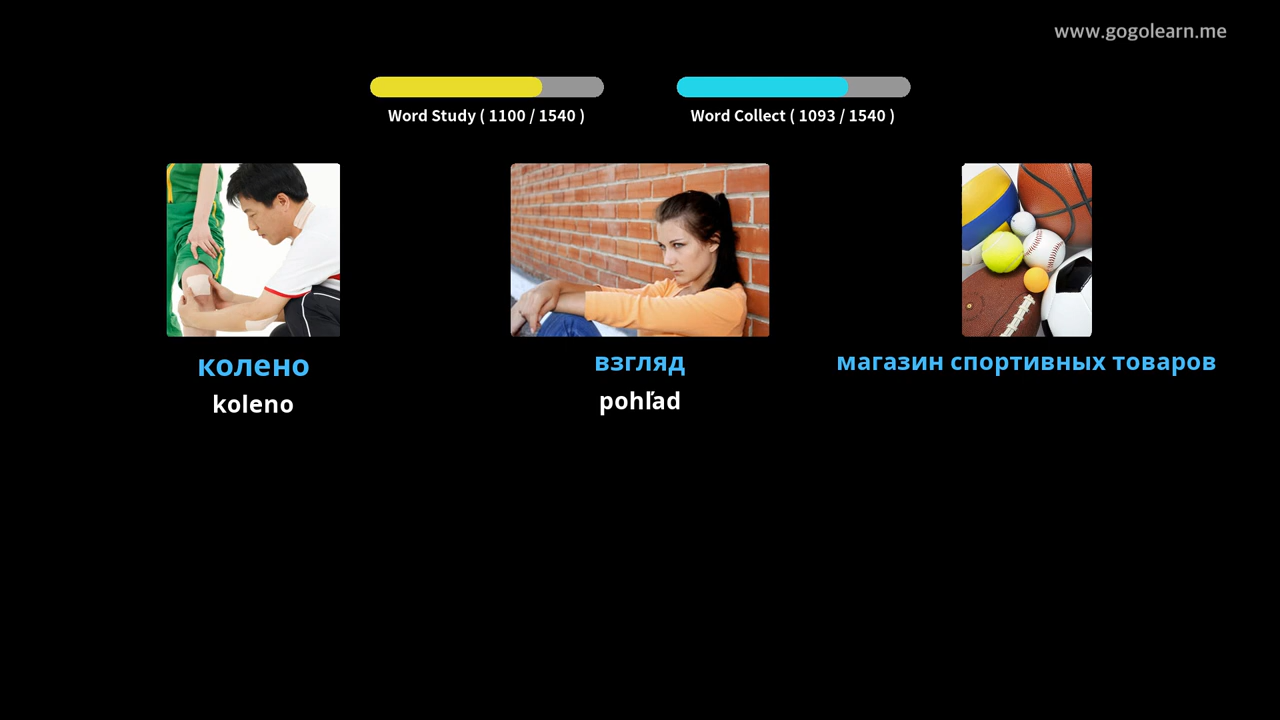 www.gogolearn.me
Word Study ( 1100 / 1540 )
Word Collect ( 1093 / 1540 )
колено
koleno
взгляд
pohľad
магазин спортивных товаров